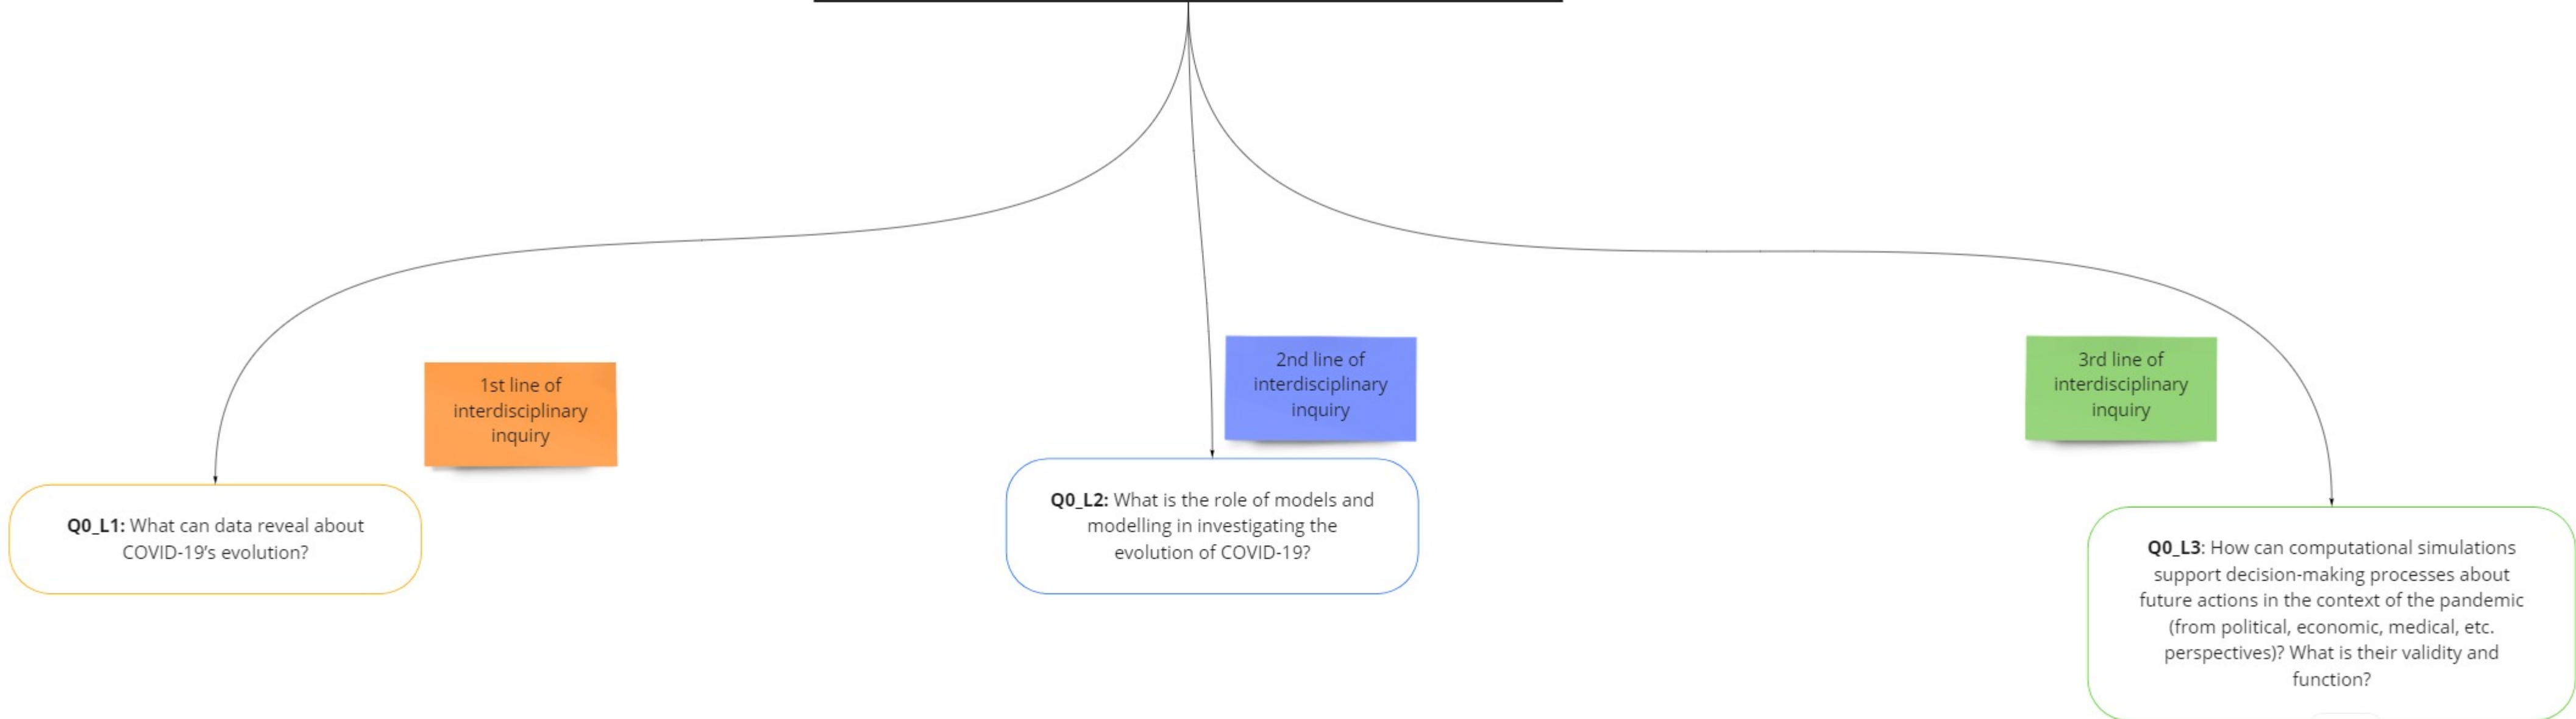 1st line of
interdisciplinary
inquiry
Q0_L1: What can data reveal about
COVID-19’s evolution?
2nd line of
interdisciplinary
inquiry
Q0_L2: What is the role of models and
modelling in investigating the
evolution of COVID-19?
3rd line of
interdisciplinary
inquiry
Q0_L3: How can computational simulations
support decision-making processes about
future actions in the context of the pandemic
(from political, economic, medical, etc.
perspectives)? What is their validity and
function?